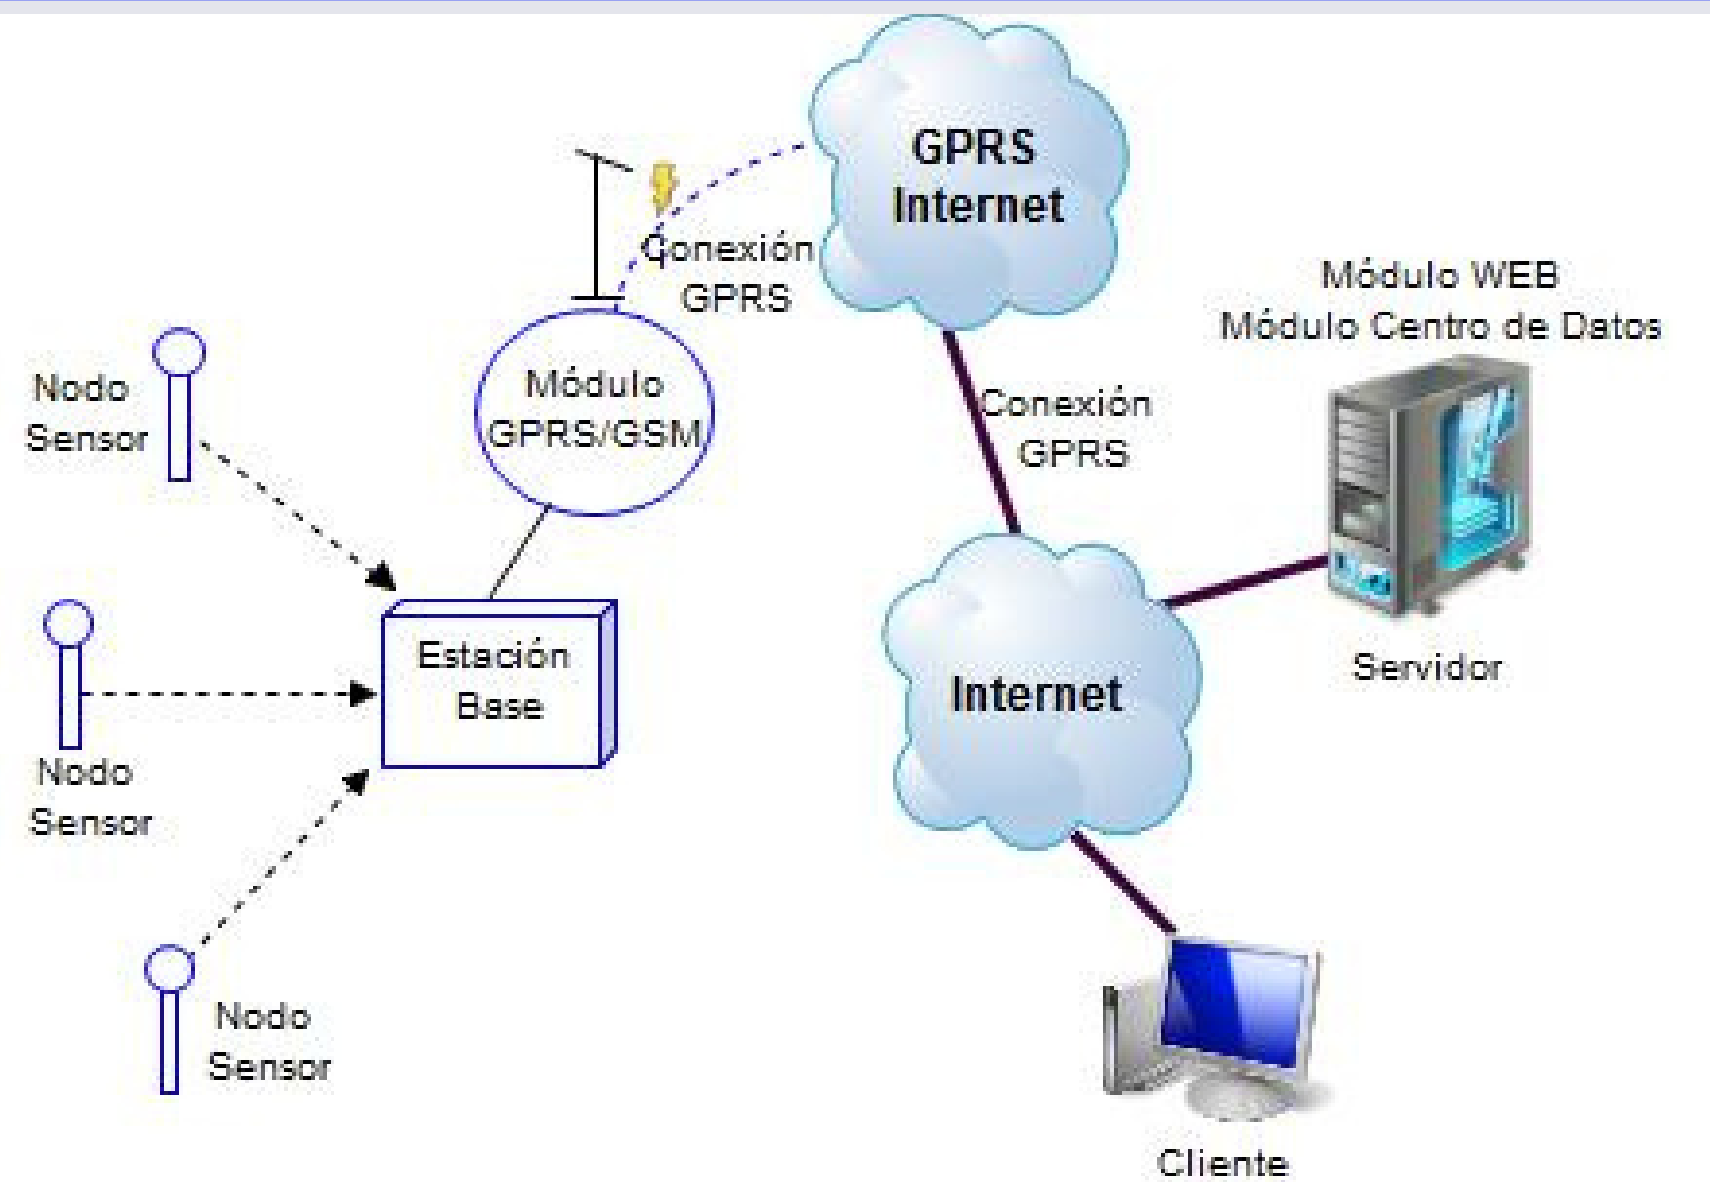 GPRS
Internet
Conexión
GPRS
Módulo WEB
Módulo Centro de Datos
Nodo
Sensor
Módulo
GPRS/GSM
Conexión
GPRS
Estación
Base
Internet
Servidor
Nodo
Sensor
Nodo
Sensor
Cliente